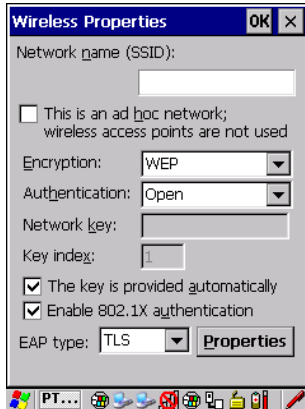 Wireless Properties OK ×
Network name (SSID):
This is an ad hoc network;
wireless access points are not used
Encryption: WEP
Authentication: Open
Network key:
Key index: 1
The key is provided automatically
Enable 802.1X authentication
EAP type: TLS Properties
PT...